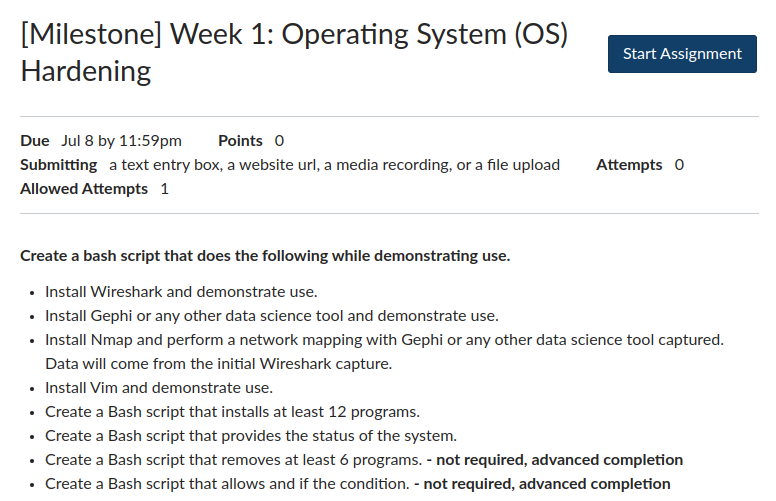 [Milestone] Week 1: Operating System (OS)
Hardening
Start Assignment
Due Jul 8 by 11:59pm Points 0
Submitting a text entry box, a website url, a media recording, or a file upload Attempts 0
Allowed Attempts 1
Create a bash script that does the following while demonstrating use.
• Install Wireshark and demonstrate use.
• Install Gephi or any other data science tool and demonstrate use.
• Install Nmap and perform a network mapping with Gephi or any other data science tool captured.
Data will come from the initial Wireshark capture.
• Install Vim and demonstrate use.
• Create a Bash script that installs at least 12 programs.
• Create a Bash script that provides the status of the system.
• Create a Bash script that removes at least 6 programs. - not required, advanced completion
• Create a Bash script that allows and if the condition. - not required, advanced completion